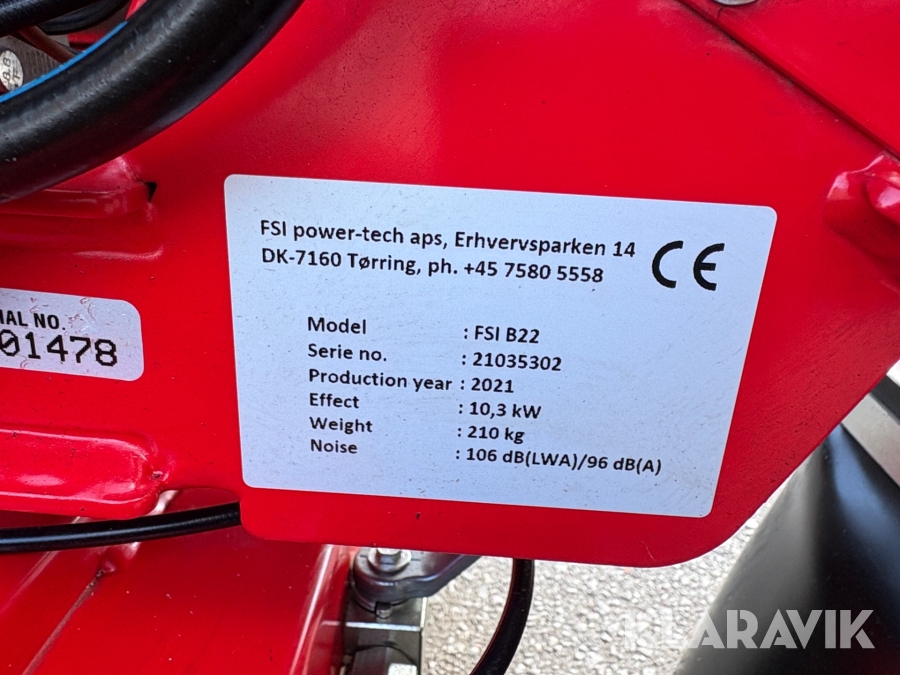 FSI power-tech aps, Erhvervsparken 14
DK-7160 Tørring, ph. +45 7580 5558
CE
Model : FSI B22
Serie no. : 21035302
Production year : 2021
Effect : 10,3 kW
Weight : 210 kg
Noise : 106 dB(LWA)/96 dB(A)
NO.
01478
KLARAVIK